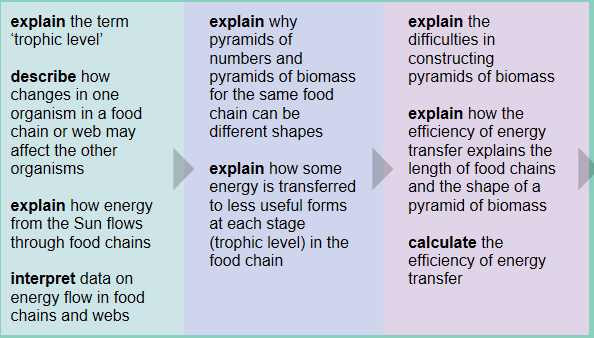 explain the term
‘trophic level’
describe how
changes in one
organism in a food
chain or web may
affect the other
organisms
explain how energy
from the Sun flows
through food chains
interpret data on
energy flow in food
chains and webs
explain why
pyramids of
numbers and
pyramids of biomass
for the same food
chain can be
different shapes
explain how some
energy is transferred
to less useful forms
at each stage
(trophic level) in the
food chain
explain the
difficulties in
constructing
pyramids of biomass
explain how the
efficiency of energy
transfer explains the
length of food chains
and the shape of a
pyramid of biomass
calculate the
efficiency of energy
transfer